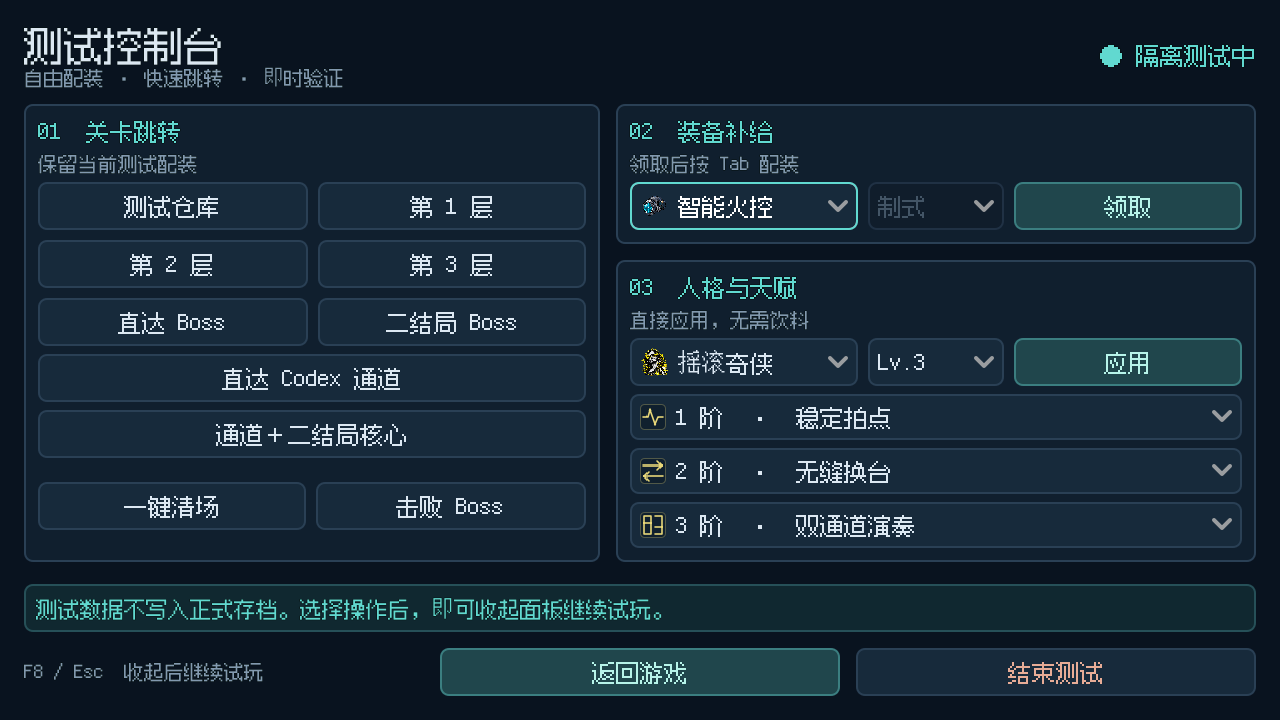 测试控制台
自由配装 · 快速跳转 · 即时验证
隔离测试中
01 关卡跳转
保留当前测试配装
测试仓库
第 1 层
第 2 层
第 3 层
直达 Boss
二结局 Boss
直达 Codex 通道
通道＋二结局核心
一键清场
击败 Boss
02 装备补给
领取后按 Tab 配装
智能火控
制式
领取
03 人格与天赋
直接应用，无需饮料
摇滚奇侠
Lv.3
应用
1 阶 · 稳定拍点
2 阶 · 无缝换台
3 阶 · 双通道演奏
测试数据不写入正式存档。选择操作后，即可收起面板继续试玩。
F8 / Esc 收起后继续试玩
返回游戏
结束测试